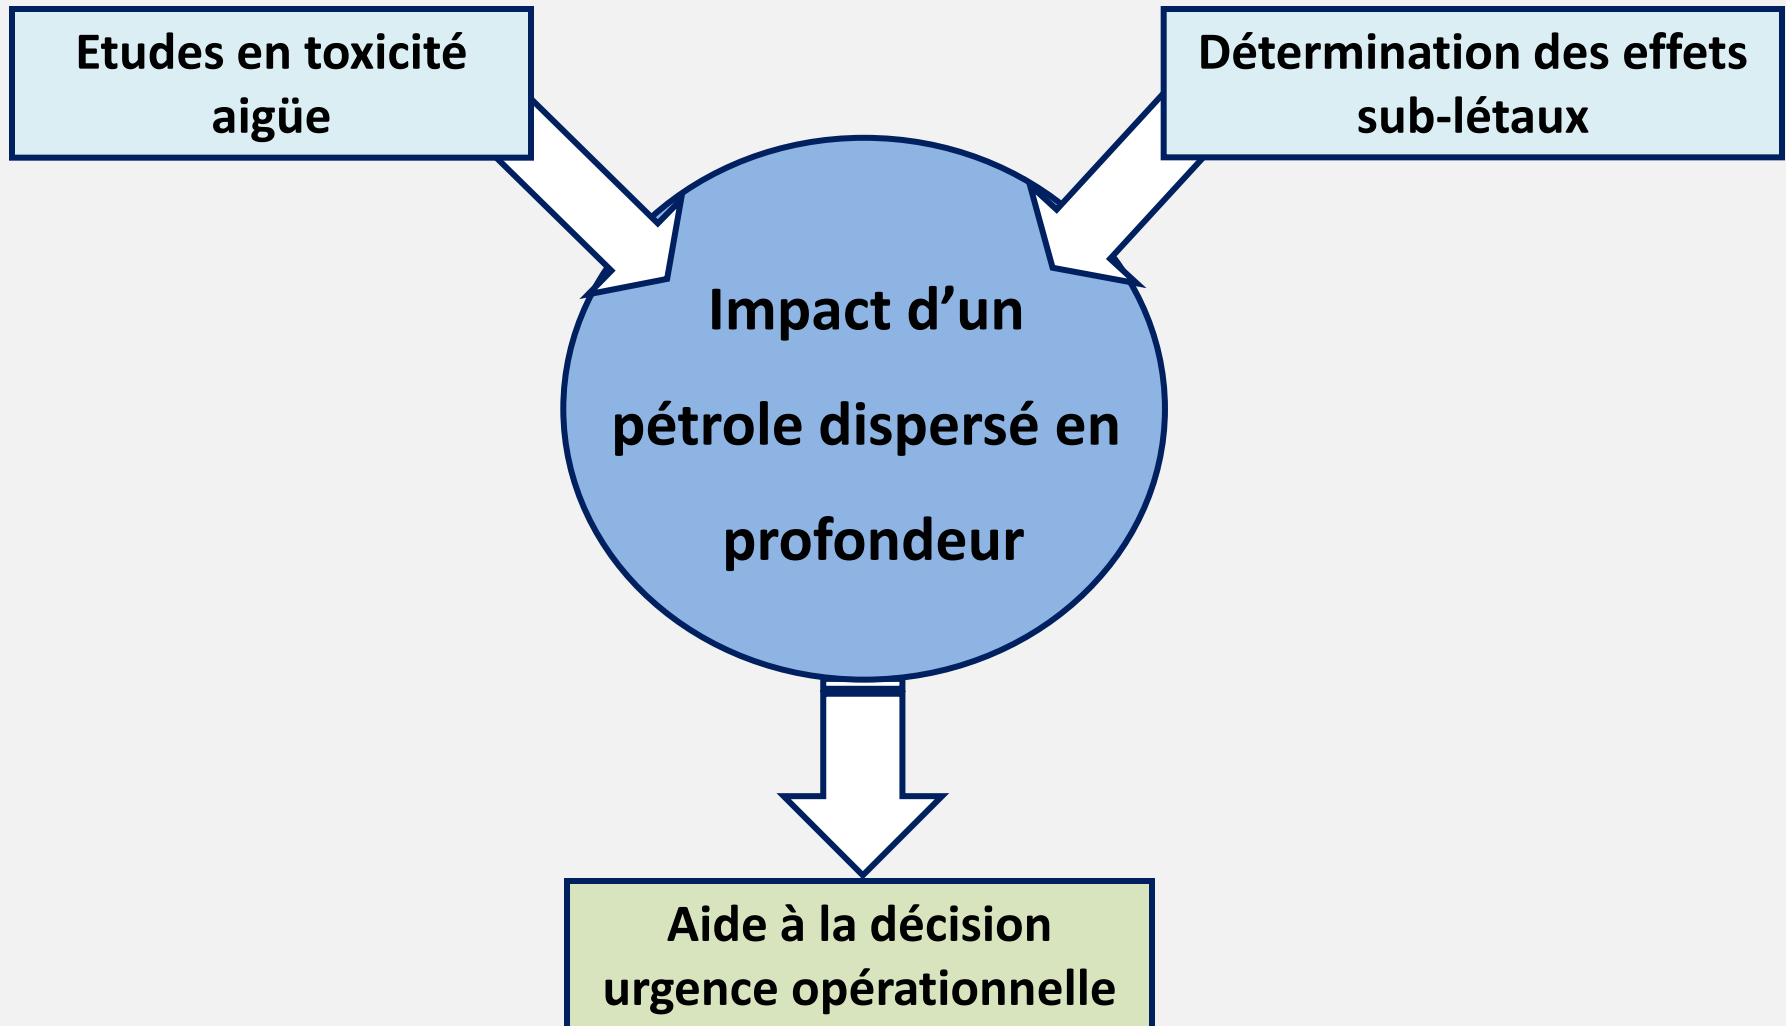 Etudes en toxicité
aigüe
Détermination des effets
sub-létaux
Impact d’un
pétrole dispersé en
profondeur
Aide à la décision
urgence opérationnelle